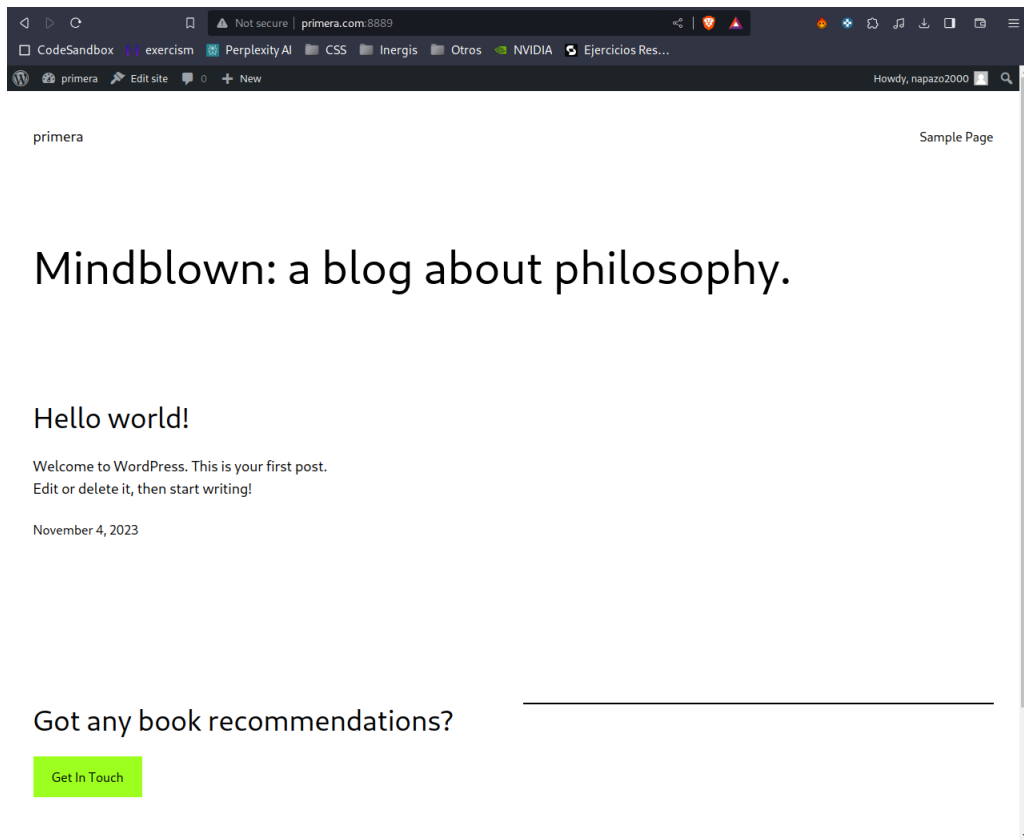 Not secure primera.com:8889
CodeSandbox exercism Perplexity AI CSS Inergis Otros NVIDIA Ejercicios Res...
primera Edit site 0 New Howdy, napazo2000
primera Sample Page
Mindblown: a blog about philosophy.
Hello world!
Welcome to WordPress. This is your first post.
Edit or delete it, then start writing!
November 4, 2023
Got any book recommendations?
Get In Touch